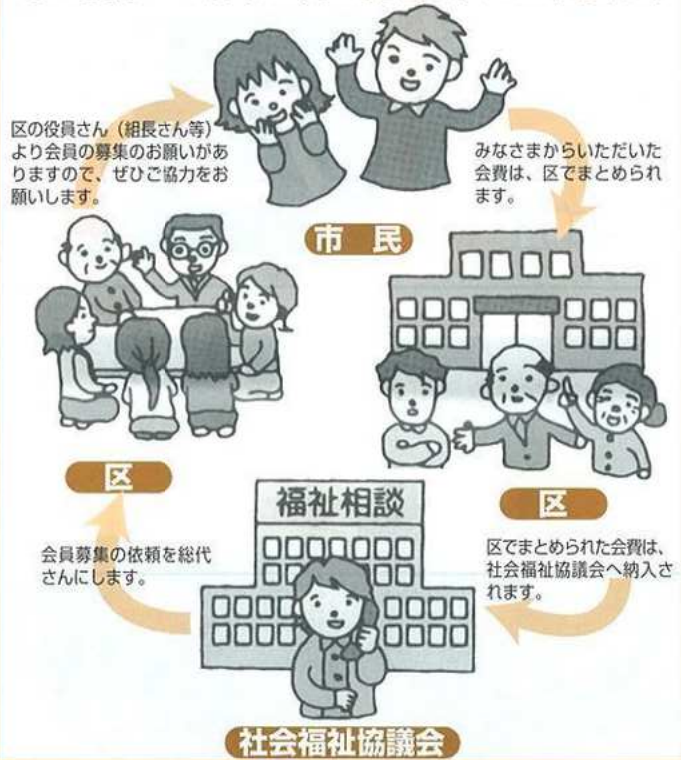 区の役員さん（組長さん等）
より会員の募集のお願いがあ
りますので、ぜひご協力をお
願いします。
みなさまからいただいた
会費は、区でまとめられ
ます。
市民
区
区
福祉相談
会員募集の依頼を総代
さんにします。
区でまとめられた会費は、
社会福祉協議会へ納入さ
れます。
社会福祉協議会